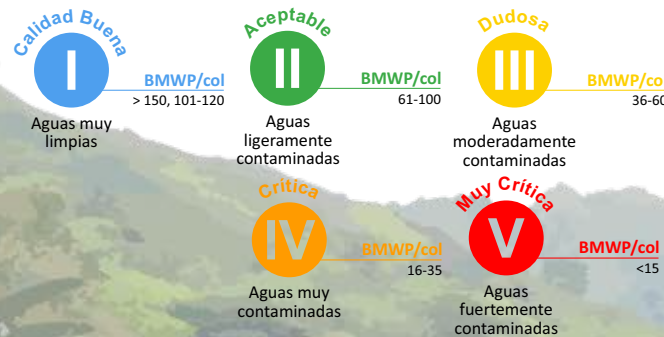 Calidad Buena
I
BMWP/col
> 150, 101-120
Aguas muy
limpias
Aceptable
II
BMWP/col
61-100
Aguas
ligeramente
contaminadas
Dudosa
III
BMWP/co
36-60
Aguas
moderadamente
contaminadas
Crítica
IV
BMWP/col
16-35
Aguas muy
contaminadas
Muy Crítica
V
BMWP/col
<15
Aguas
fuertemente
contaminadas